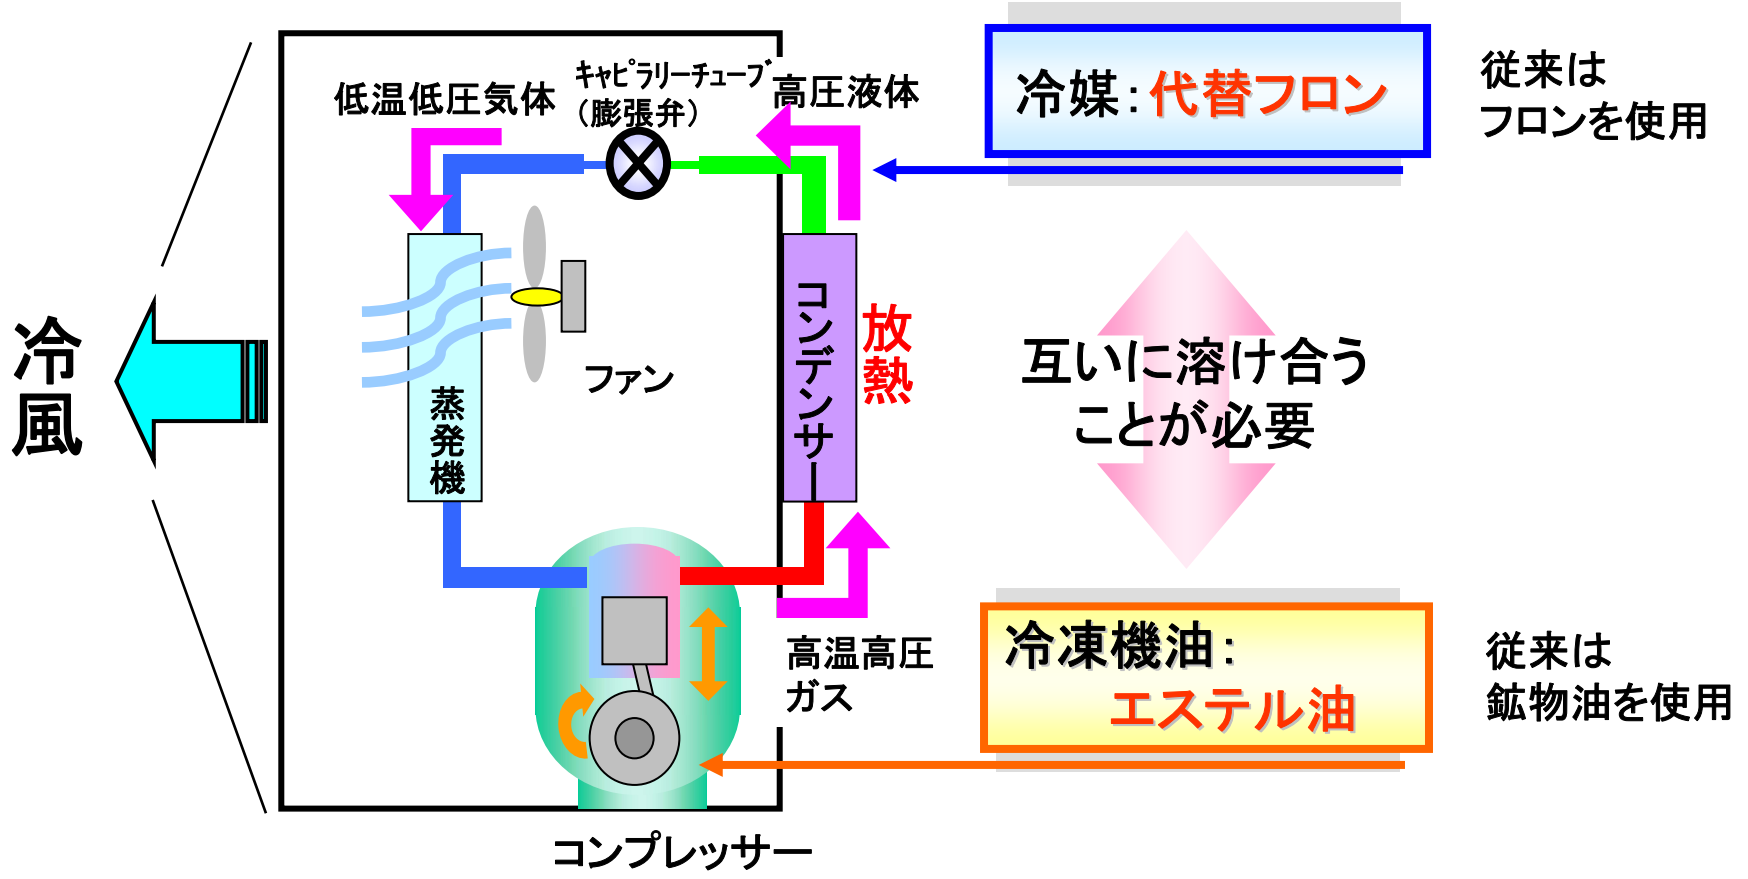 低温低圧気体
キャピラリーチューブ
（膨張弁）
高圧液体
冷媒：代替フロン
従来は
フロンを使用
冷風
蒸発機
ファン
コンデンサー
放熱
互いに溶け合う
ことが必要
高温高圧
ガス
冷凍機油：
エステル油
従来は
鉱物油を使用
コンプレッサー